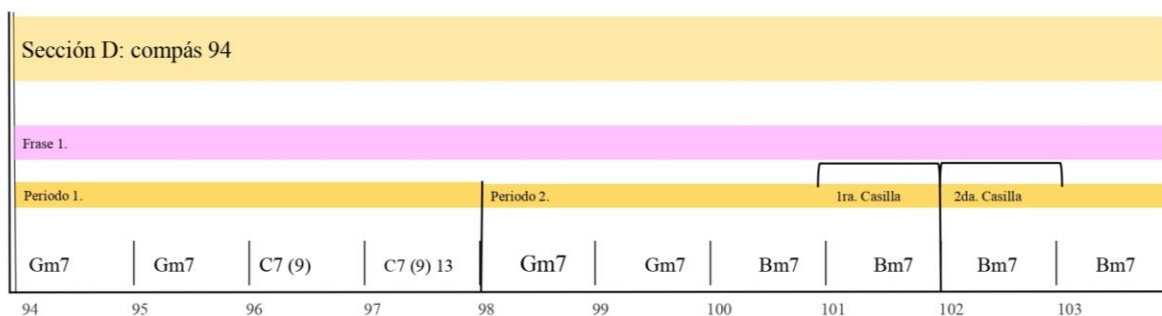 Sección D: compás 94
Frase 1.
Periodo 1. Periodo 2. 1ra. Casilla 2da. Casilla
Gm7 Gm7 C7 (9) C7 (9) 13 Gm7 Gm7 Bm7 Bm7 Bm7 Bm7
94 95 96 97 98 99 100 101 102 103